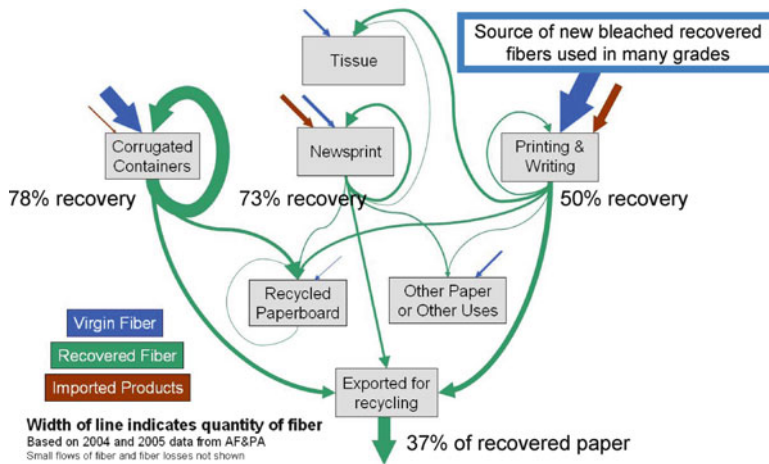 Source of new bleached recovered
fibers used in many grades
Tissue
Corrugated
Containers
Newsprint
Printing &
Writing
78% recovery
73% recovery
50% recovery
Recycled
Paperboard
Other Paper
or Other Uses
Virgin Fiber
Recovered Fiber
Imported Products
Exported for
recycling
Width of line indicates quantity of fiber
Based on 2004 and 2005 data from AF&PA
Small flows of fiber and fiber losses not shown
37% of recovered paper